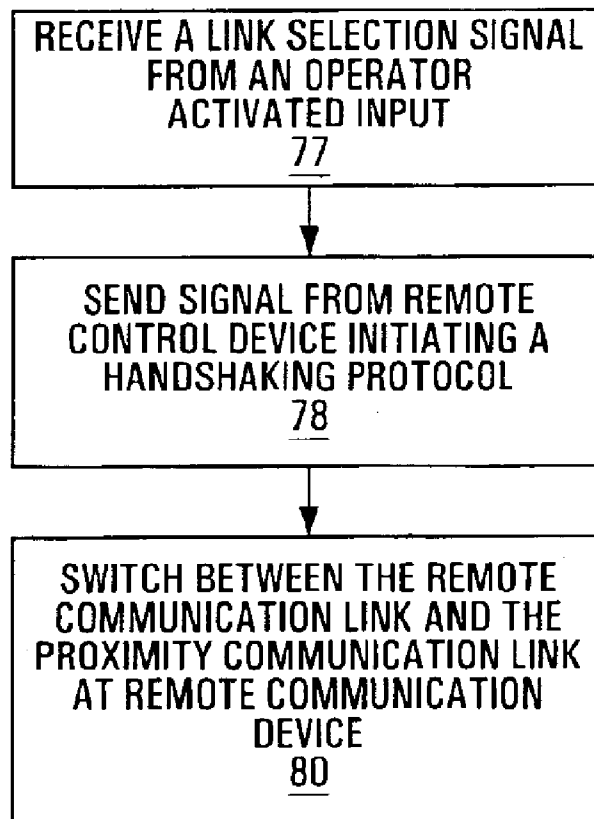 RECEIVE A LINK SELECTION SIGNAL
FROM AN OPERATOR
ACTIVATED INPUT
77
SEND SIGNAL FROM REMOTE
CONTROL DEVICE INITIATING A
HANDSHAKING PROTOCOL
78
SWITCH BETWEEN THE REMOTE
COMMUNICATION LINK AND THE
PROXIMITY COMMUNICATION LINK
AT REMOTE COMMUNICATION
DEVICE
80